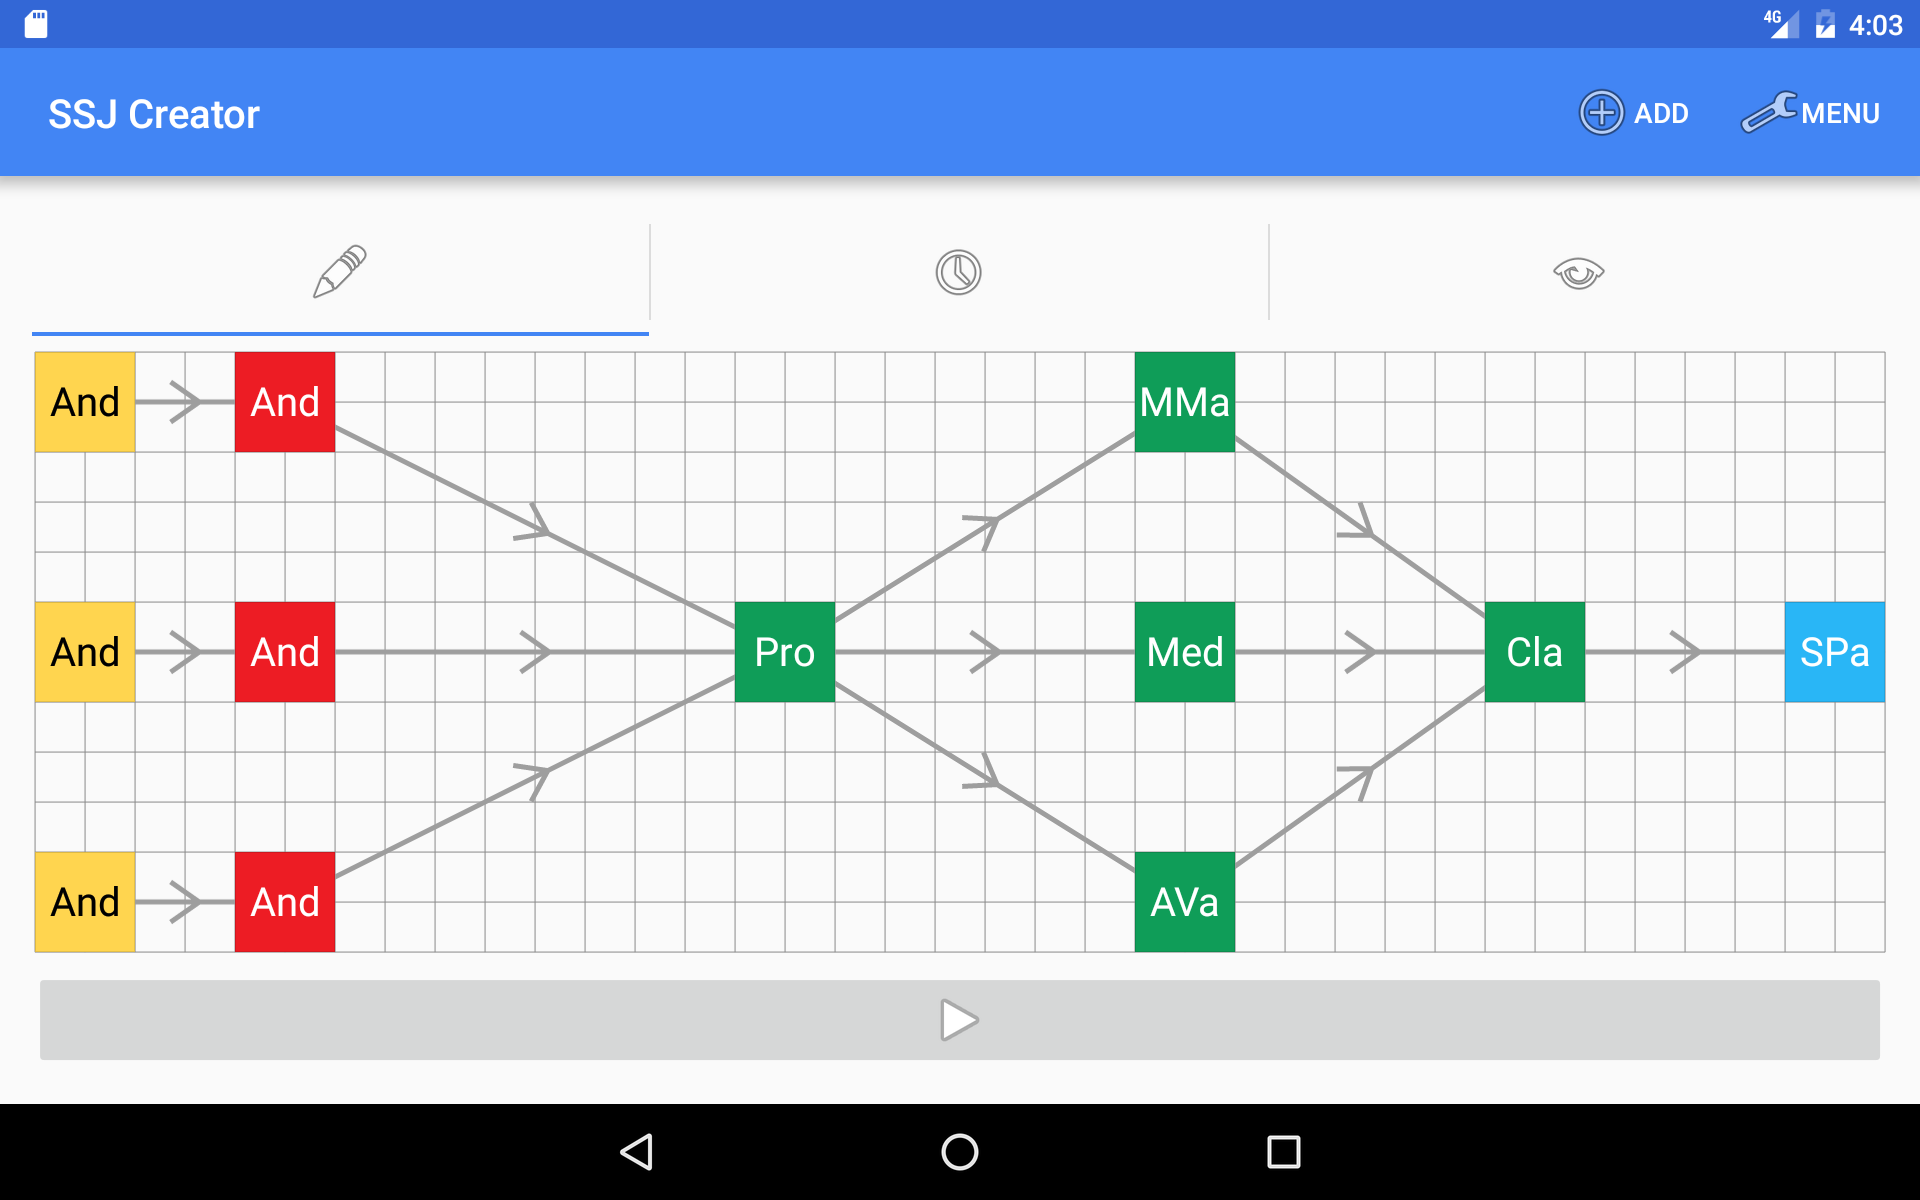 4G 4:03
SSJ Creator ADD MENU
And And MMa
And And Pro Med Cla SPa
And And AVa